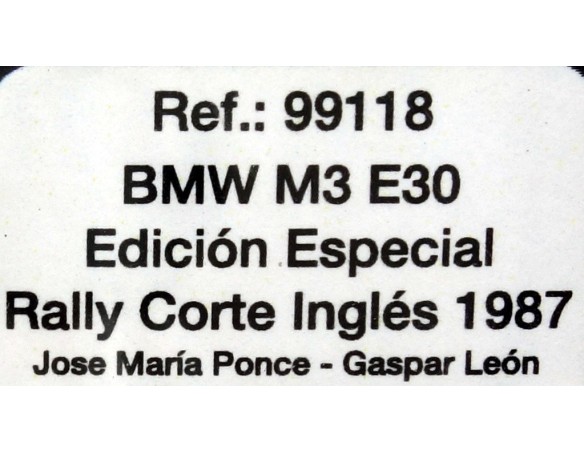 Ref.: 99118
BMW M3 E30
Edición Especial
Rally Corte Inglés 1987
Jose María Ponce - Gaspar León